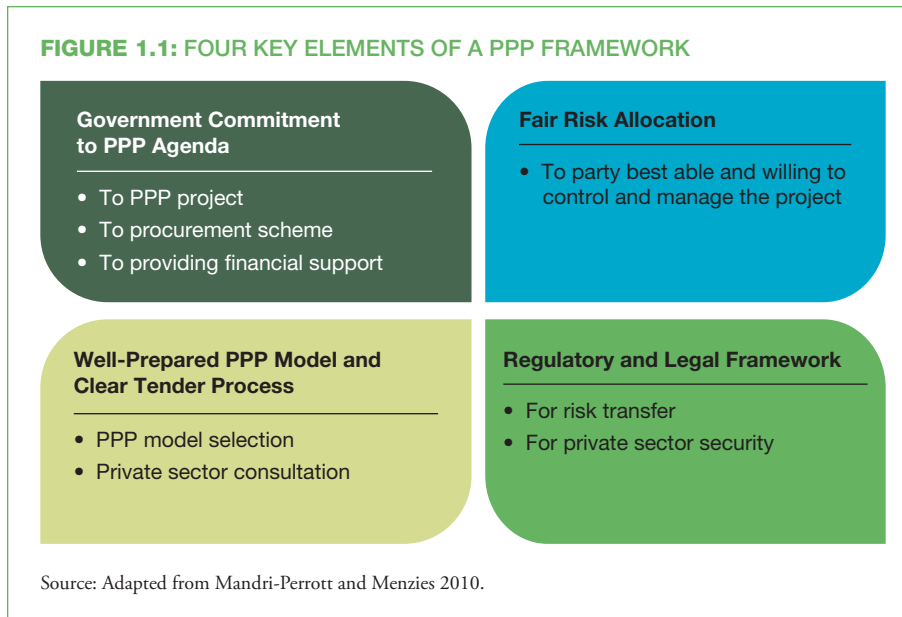 FIGURE 1.1: FOUR KEY ELEMENTS OF A PPP FRAMEWORK
Government Commitment
to PPP Agenda
• To PPP project
• To procurement scheme
• To providing financial support
Fair Risk Allocation
• To party best able and willing to
control and manage the project
Well-Prepared PPP Model and
Clear Tender Process
• PPP model selection
• Private sector consultation
Regulatory and Legal Framework
• For risk transfer
• For private sector security
Source: Adapted from Mandri-Perrott and Menzies 2010.